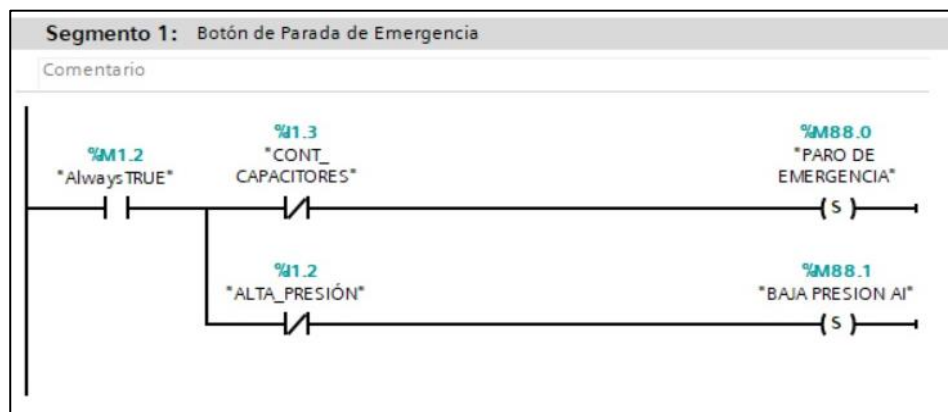 Segmento 1: Botón de Parada de Emergencia
Comentario
%M1.2
"AlwaysTRUE"
%I1.3
"CONT_
CAPACITORES"
%M88.0
"PARO DE
EMERGENCIA"
S
%I1.2
"ALTA_PRESIÓN"
%M88.1
"BAJA PRESION AI"
S